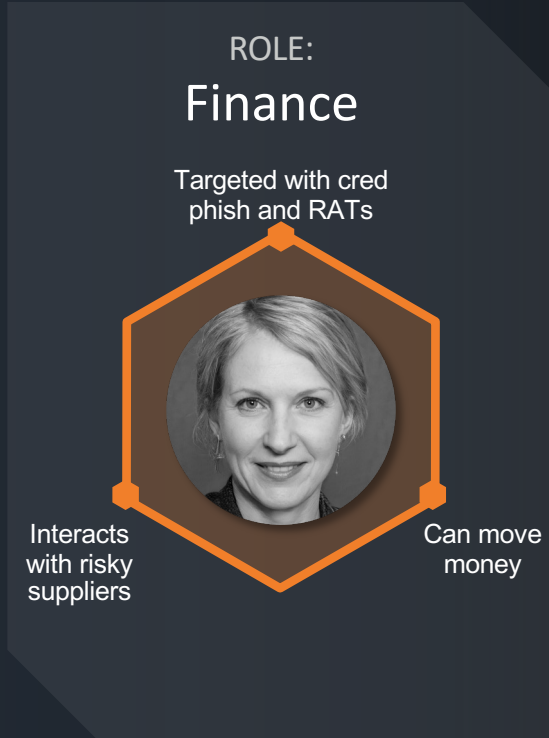 ROLE:
Finance
Targeted with cred
phish and RATs
Interacts
with risky
suppliers
Can move
money